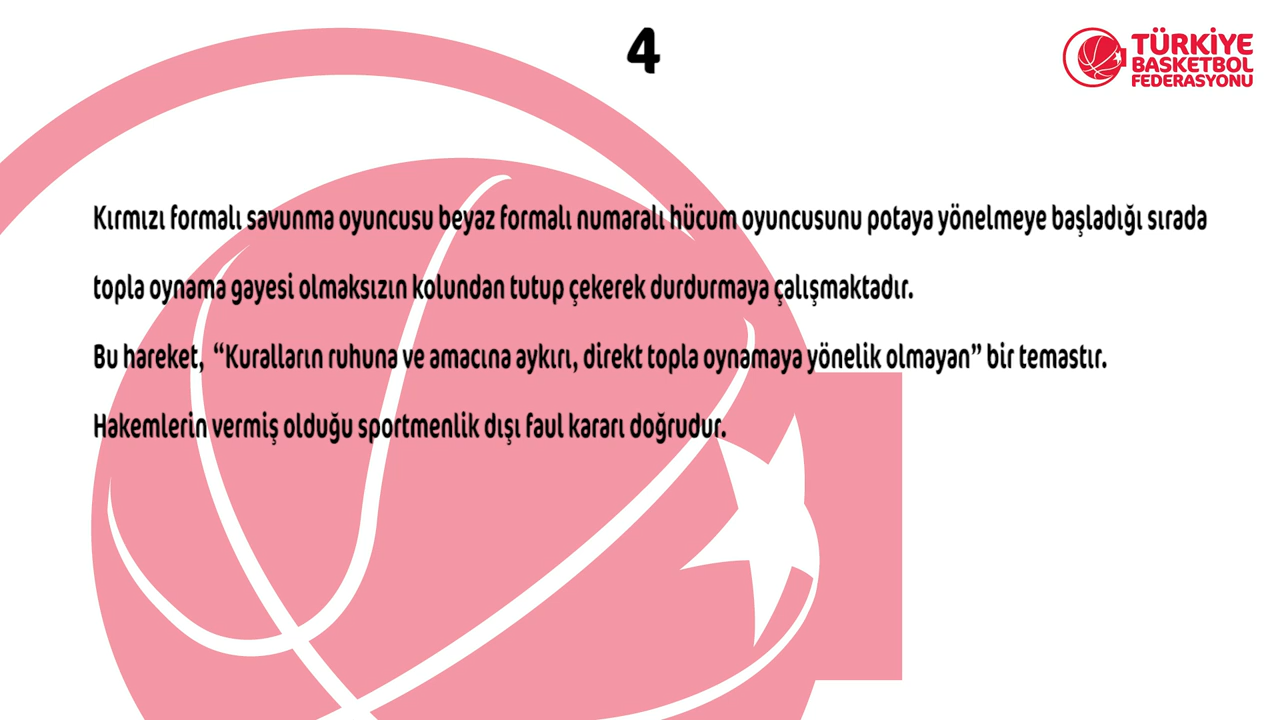 4
TÜRKİYE
BASKETBOL
FEDERASYONU
Kırmızı formalı savunma oyuncusu beyaz formalı numaralı hücum oyuncusunu potaya yönelmeye başladığı sırada
topla oynama gayesi olmaksızın kolundan tutup çekerek durdurmaya çalışmaktadır.
Bu hareket, “Kuralların ruhuna ve amacına aykırı, direkt topla oynamaya yönelik olmayan” bir temastır.
Hakemlerin vermiş olduğu sportmenlik dışı faul kararı doğrudur.